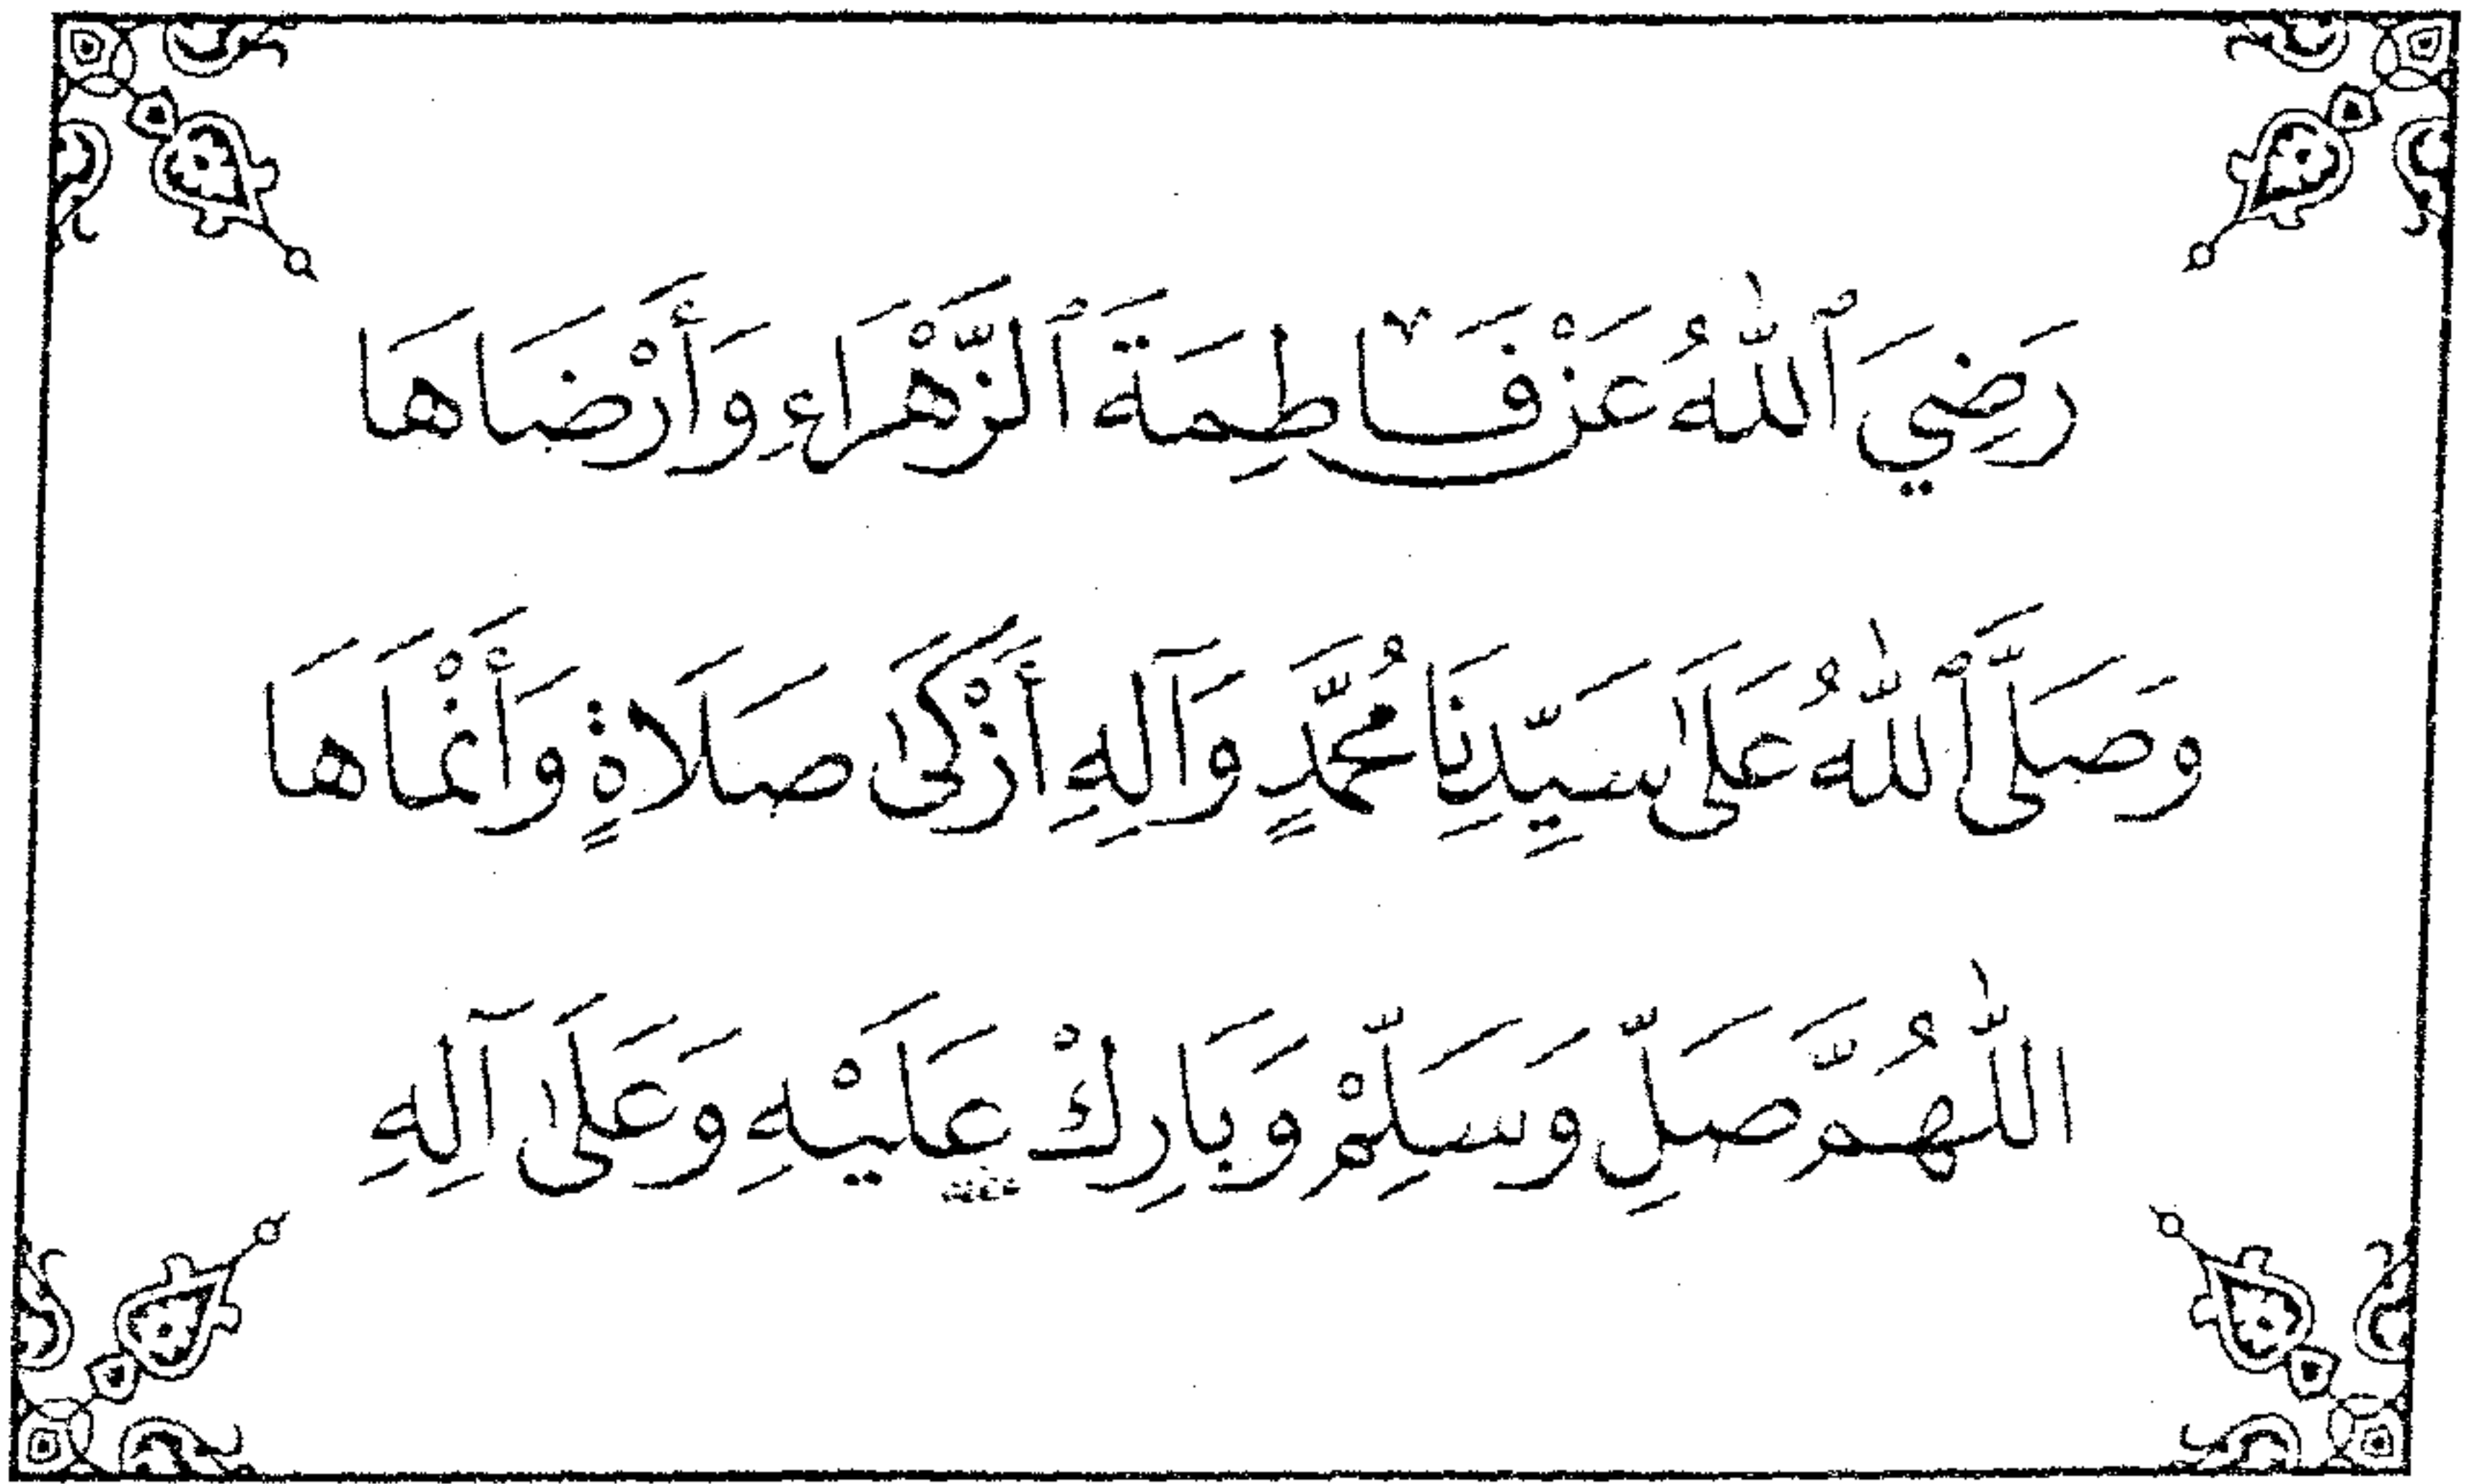 رَضِيَ ٱللّٰهُ عَنْ فَاطِمَةَ ٱلزَّهْرَاءِ وَأَرْضَاهَا
وَصَلَّى ٱللّٰهُ عَلَىٰ سَيِّدِنَا مُحَمَّدٍ وَآلِهِ أَزْكَىٰ صَلَاةٍ وَأَنْمَاهَا
اللّٰهُمَّ صَلِّ وَسَلِّمْ وَبَارِكْ عَلَيْهِ وَعَلَىٰ آلِهِ